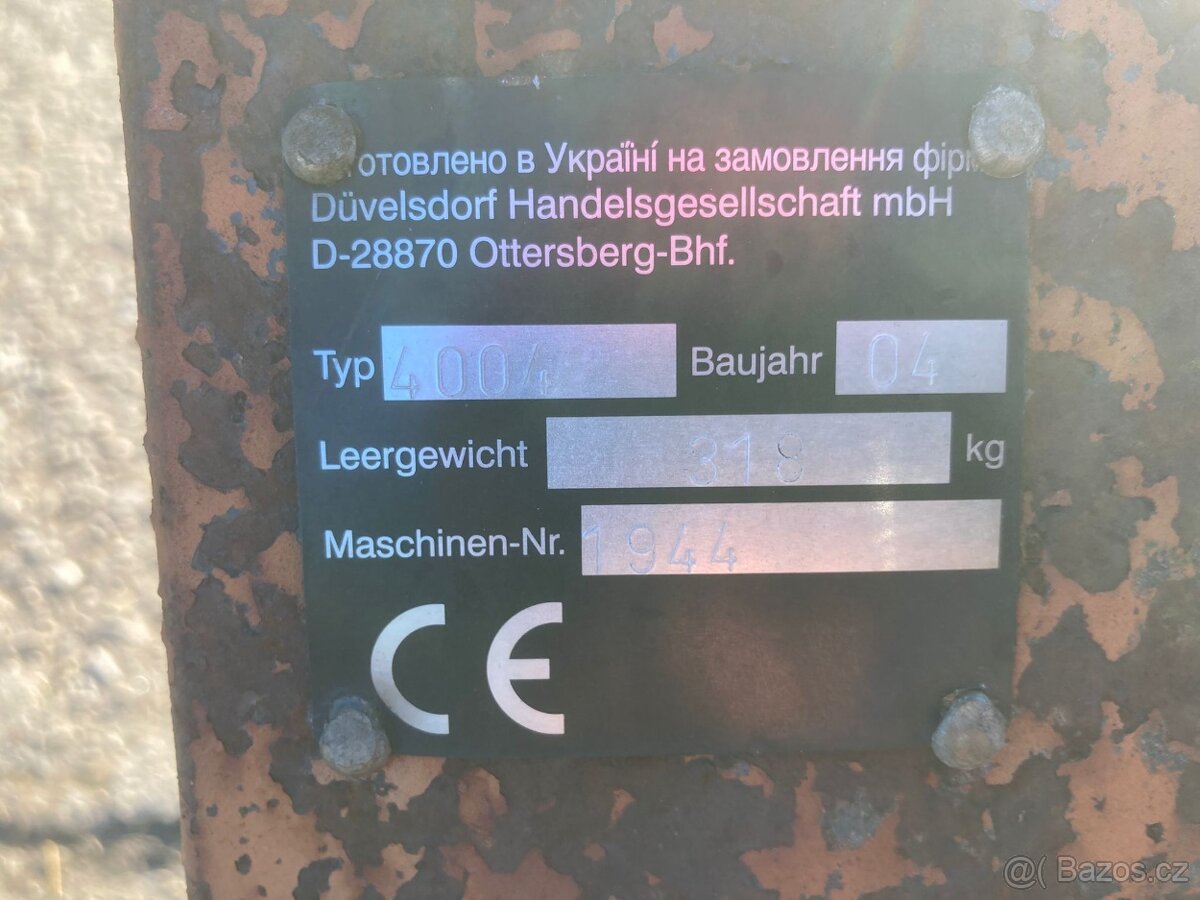 отовлено в Україїні на замовлення фір
Düvelsdorf Handelsgesellschaft mbH
D-28870 Ottersberg-Bhf.
Typ 4004 Baujahr 04
Leergewicht 318 kg
Maschinen-Nr. 1944
CE
@( Bazos.cz